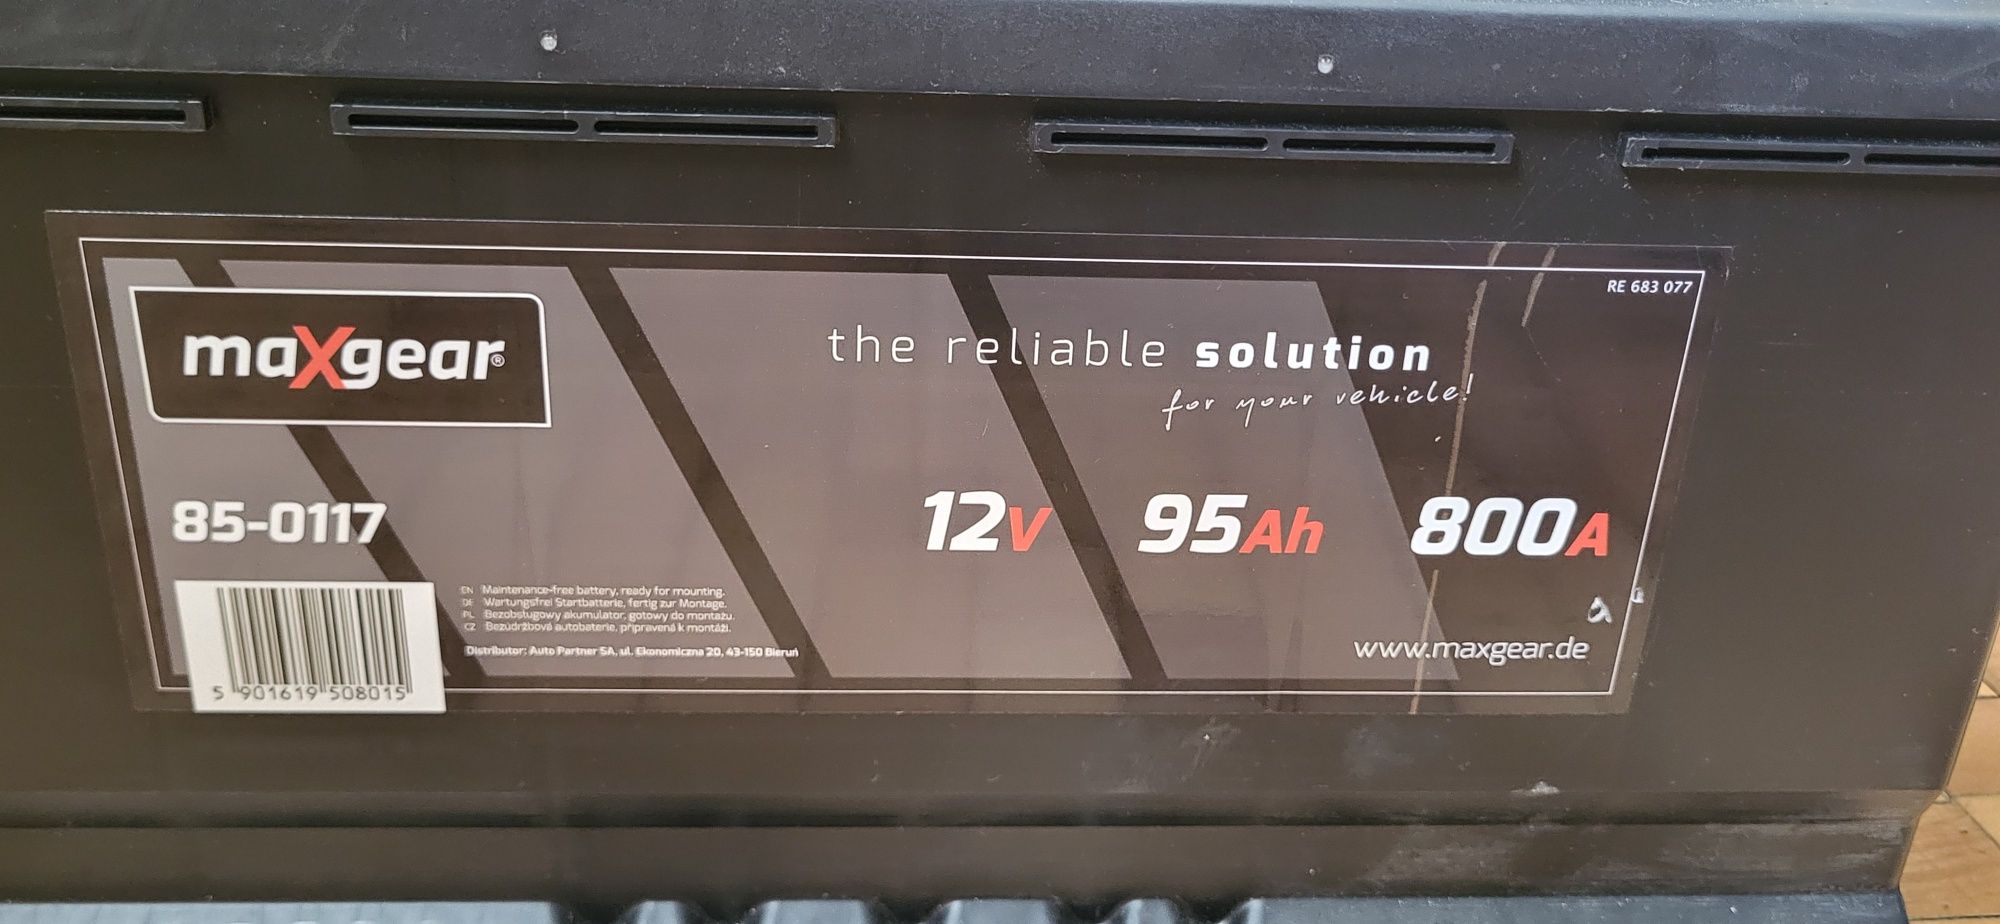 RE 683 077
maXgear®
the reliable solution
for your vehicle!
85-0117
12V 95Ah 800A
EN Maintenance-free battery, ready for mounting.
DE Wartungsfrei Startbatterie, fertig zur Montage.
PL Bezobsługowy akumulator, gotowy do montażu.
CZ Bezúdržbová autobaterie, připravená k montáži.
Distributor: Auto Partner SA, ul. Ekonomiczna 20, 43-150 Bieruń
www.maxgear.de
5 901619 508015